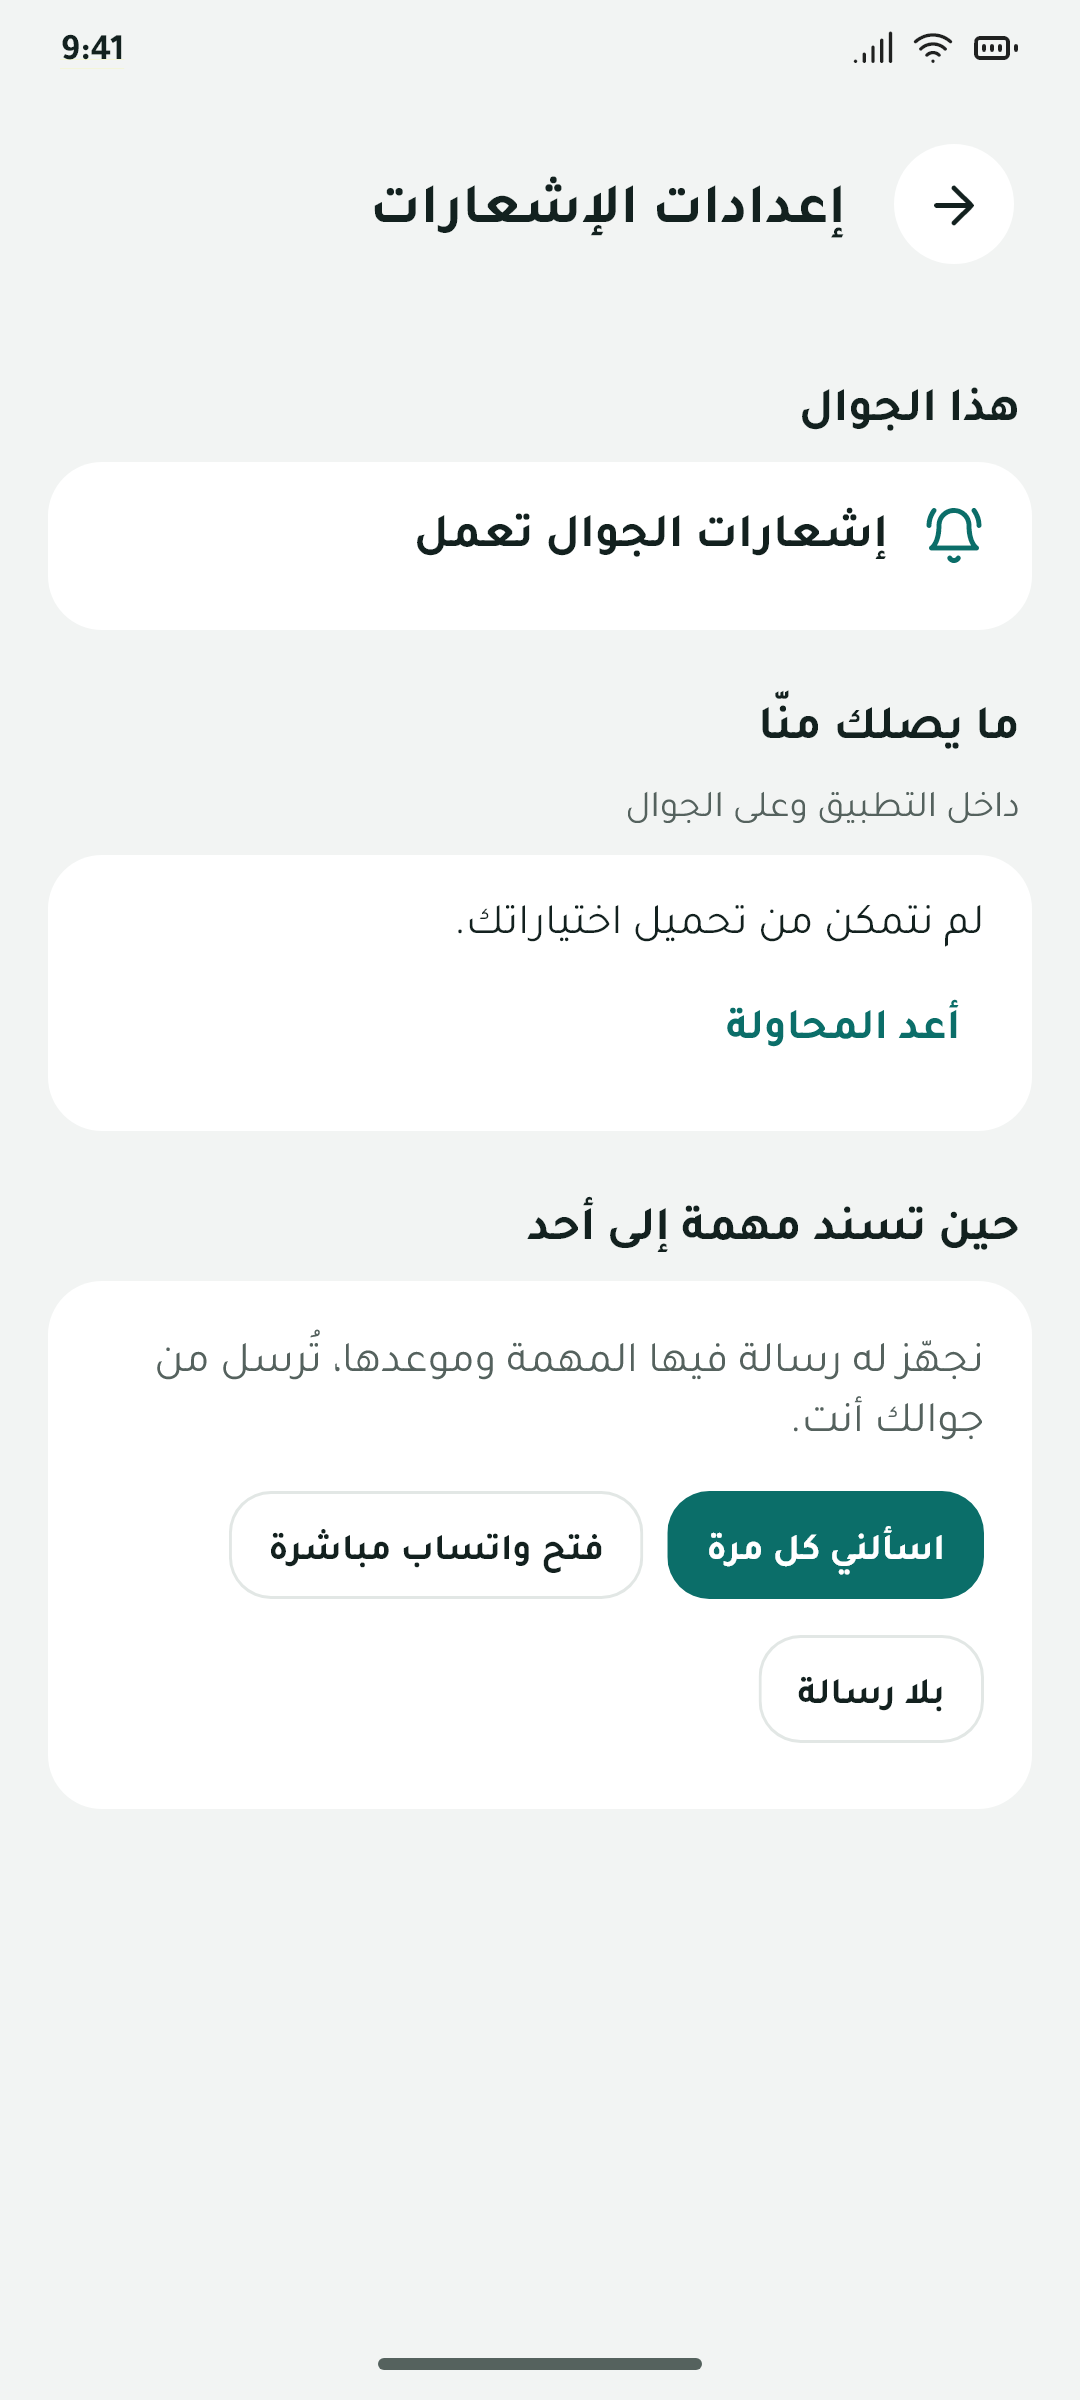 9:41
إعدادات الإشعارات
هذا الجوال
إشعارات الجوال تعمل
ما يصلك منّا
داخل التطبيق وعلى الجوال
لم نتمكن من تحميل اختياراتك.
أعد المحاولة
حين تسند مهمة إلى أحد
نجهّز له رسالة فيها المهمة وموعدها، تُرسل من
جوالك أنت.
اسألني كل مرة
فتح واتساب مباشرة
بلا رسالة